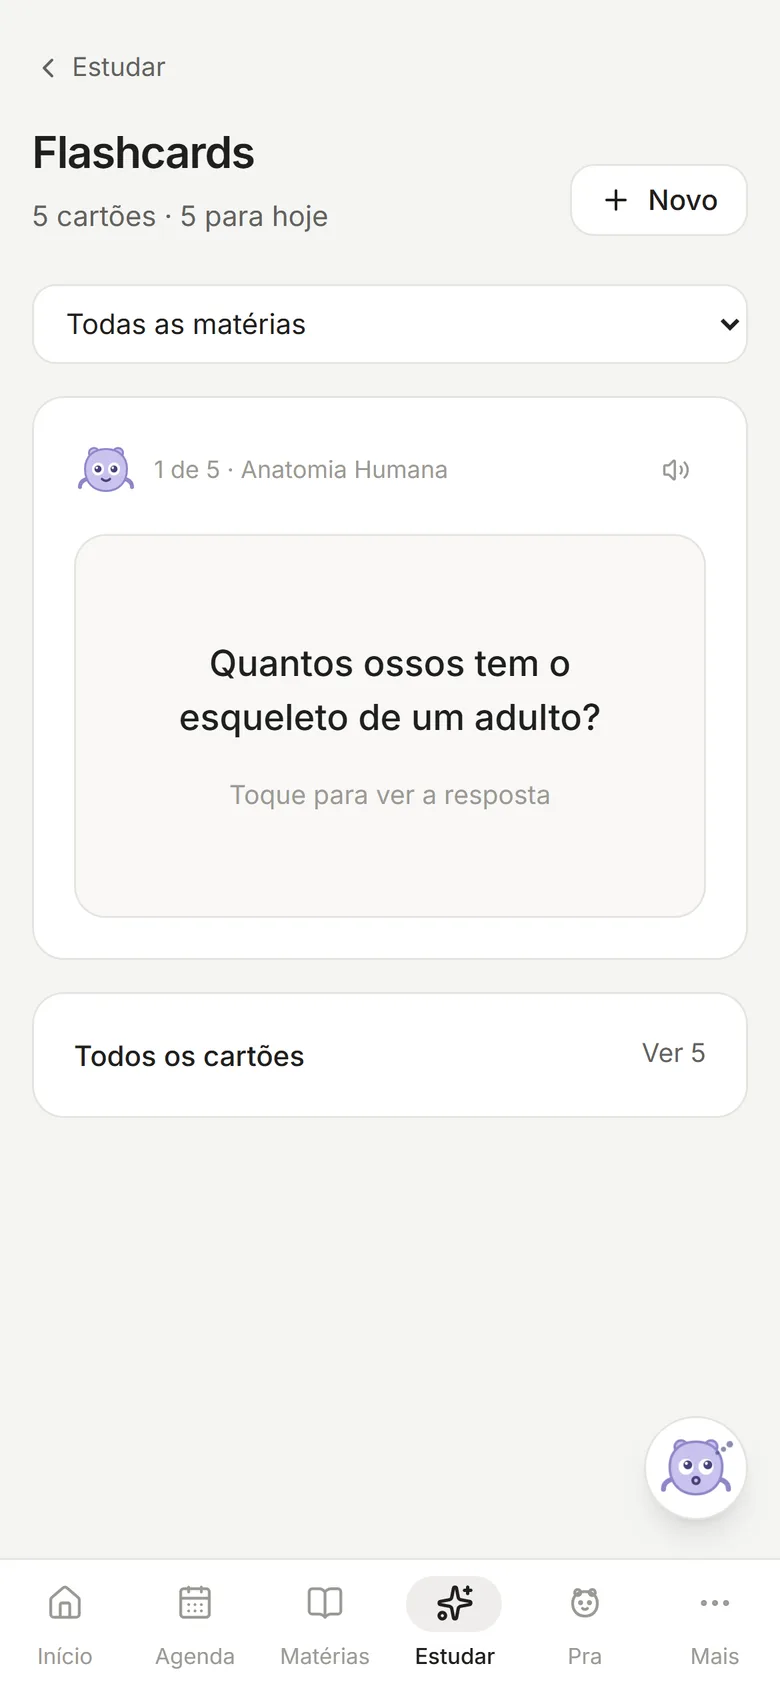 Estudar
Flashcards
5 cartões · 5 para hoje
Novo
Todas as matérias
1 de 5 · Anatomia Humana
Quantos ossos tem o
esqueleto de um adulto?
Toque para ver a resposta
Todos os cartões
Ver 5
Início
Agenda
Matérias
Estudar
Pra
Mais